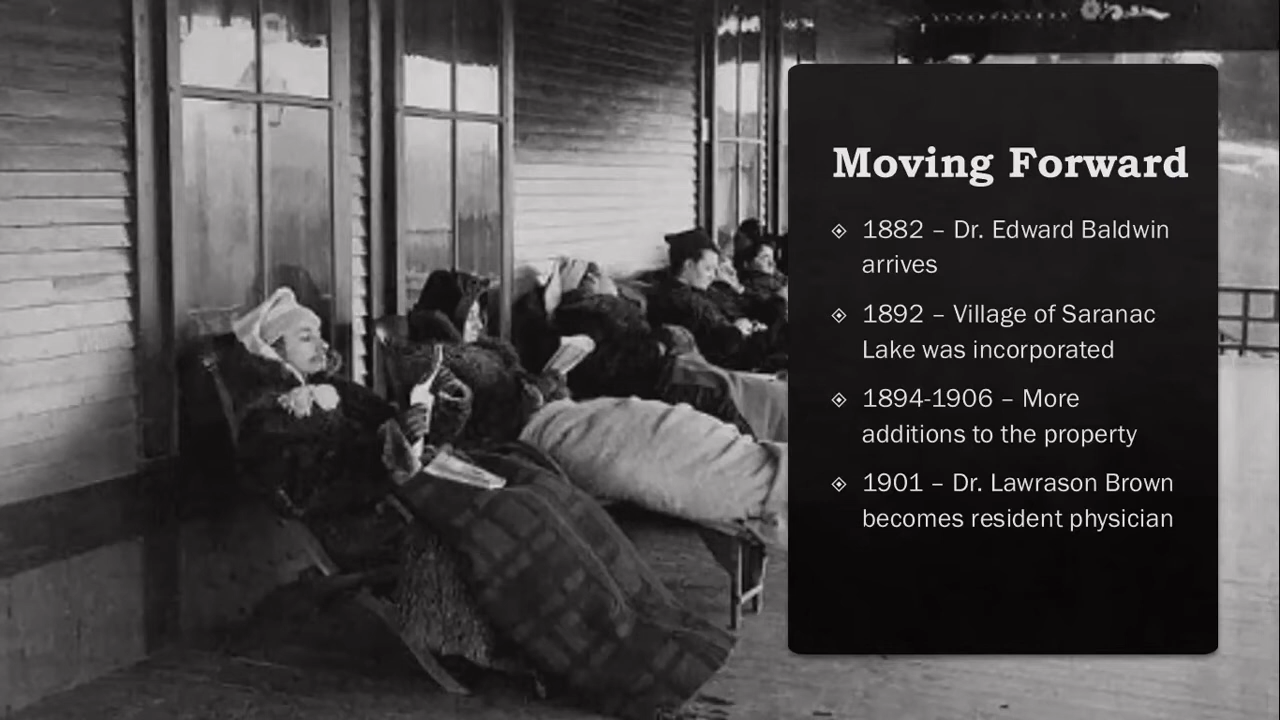 Moving Forward
1882 – Dr. Edward Baldwin
arrives
1892 – Village of Saranac
Lake was incorporated
1894-1906 – More
additions to the property
1901 – Dr. Lawrason Brown
becomes resident physician